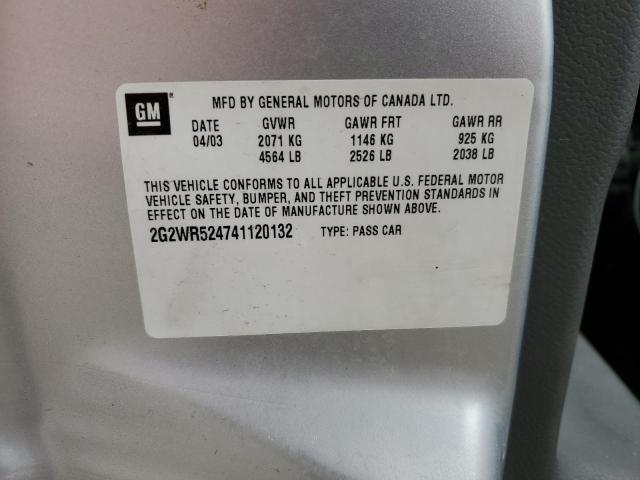 GM
MFD BY GENERAL MOTORS OF CANADA LTD.
DATE GVWR GAWR FRT GAWR RR
04/03 2071 KG 1146 KG 925 KG
4564 LB 2526 LB 2038 LB
THIS VEHICLE CONFORMS TO ALL APPLICABLE U.S. FEDERAL MOTOR
VEHICLE SAFETY, BUMPER, AND THEFT PREVENTION STANDARDS IN
EFFECT ON THE DATE OF MANUFACTURE SHOWN ABOVE.
2G2WR524741120132 TYPE: PASS CAR